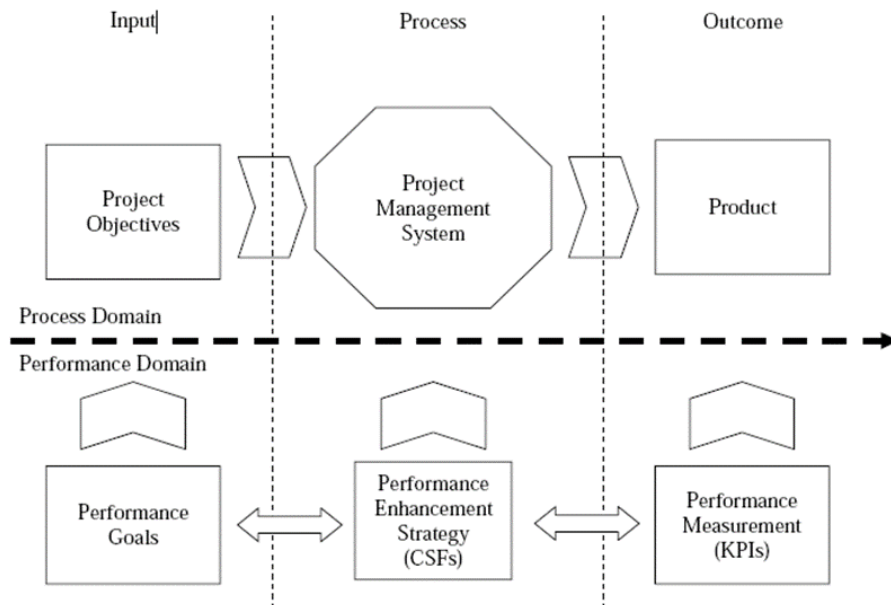 Input
Process
Outcome
Project
Objectives
Project
Management
System
Product
Process Domain
Performance Domain
Performance
Goals
Performance
Enhancement
Strategy
(CSFs)
Performance
Measurement
(KPIs)